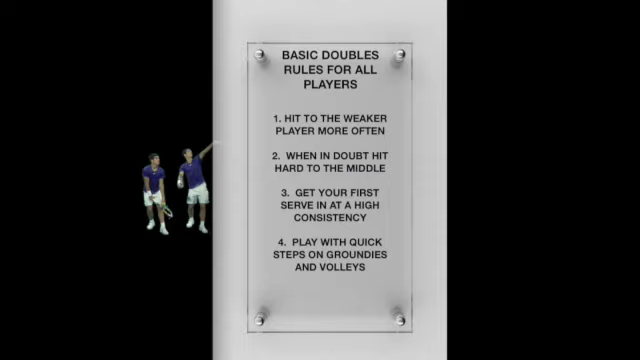 BASIC DOUBLES
RULES FOR ALL
PLAYERS
1. HIT TO THE WEAKER
PLAYER MORE OFTEN
2. WHEN IN DOUBT HIT
HARD TO THE MIDDLE
3. GET YOUR FIRST
SERVE IN AT A HIGH
CONSISTENCY
4. PLAY WITH QUICK
STEPS ON GROUNDIES
AND VOLLEYS